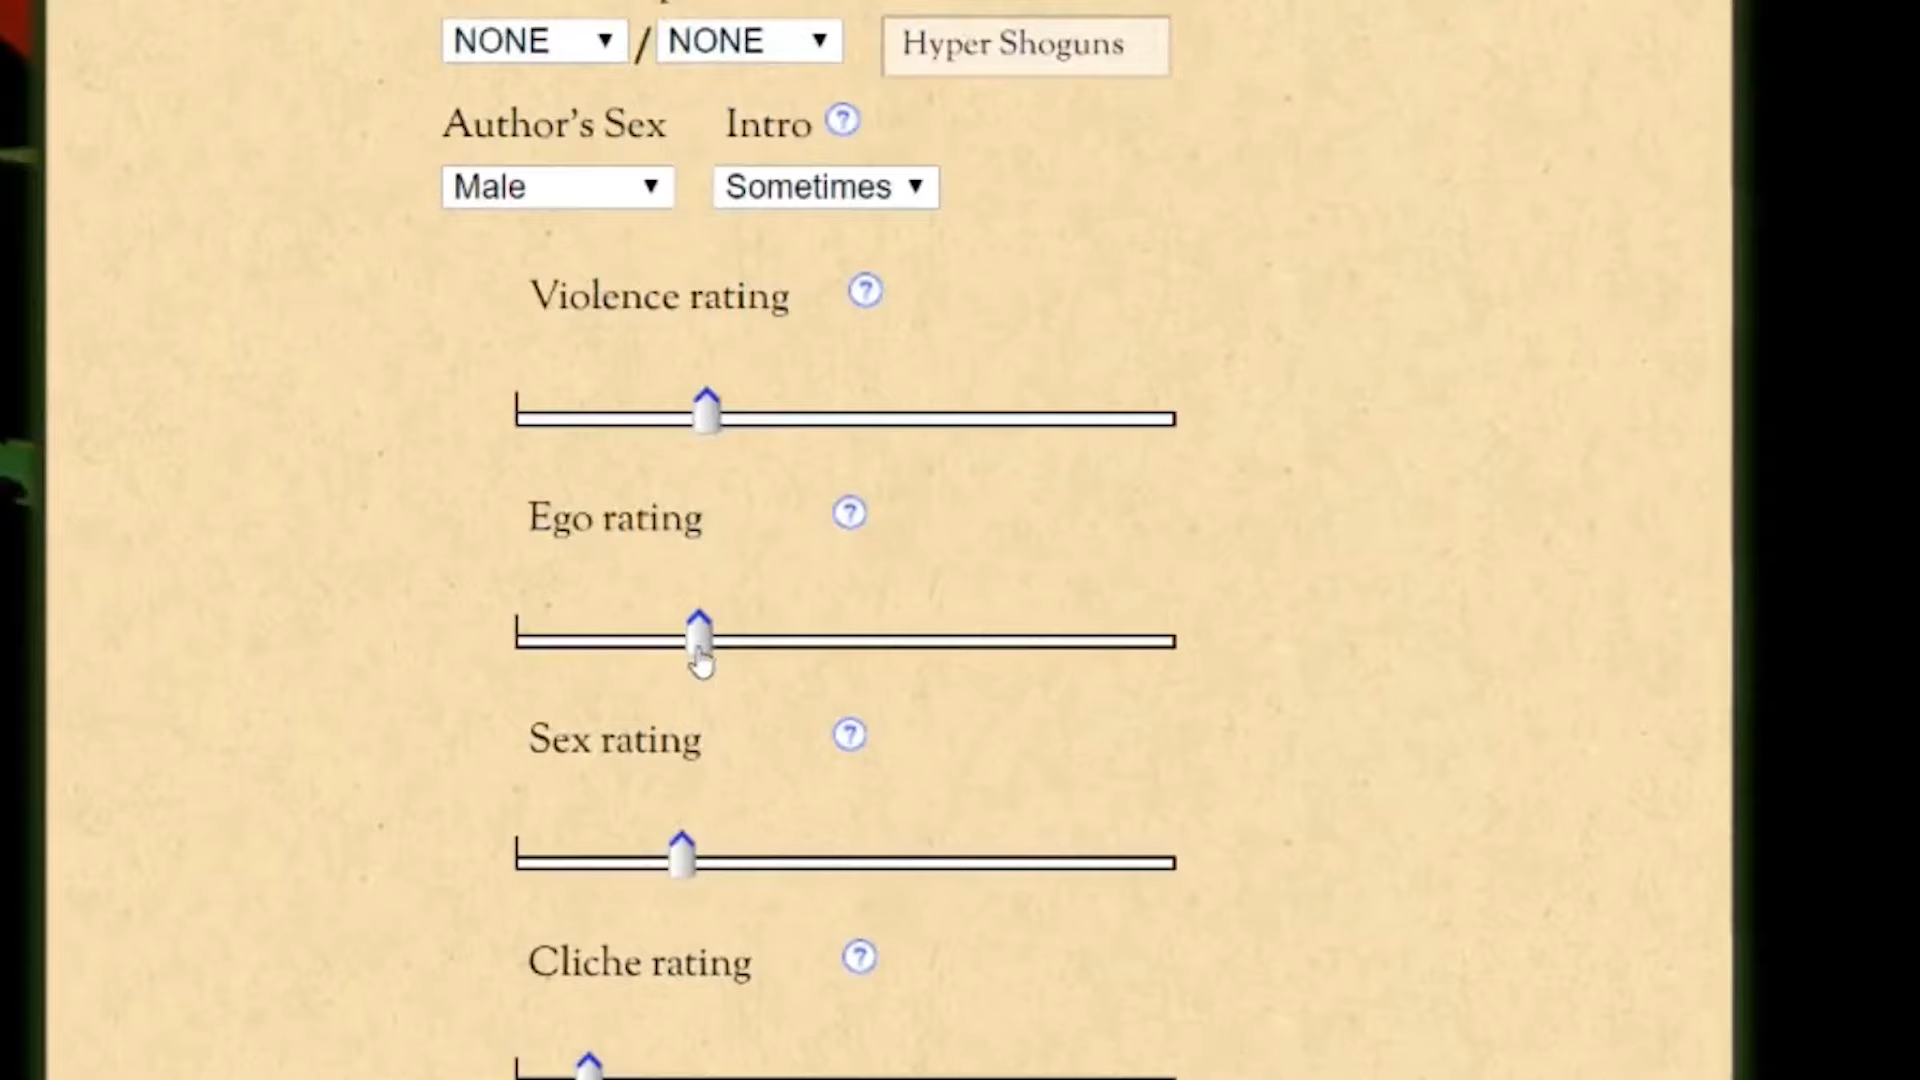 NONE / NONE Hyper Shoguns
Author's Sex Intro ?
Male Sometimes
Violence rating ?
Ego rating ?
Sex rating ?
Cliche rating ?